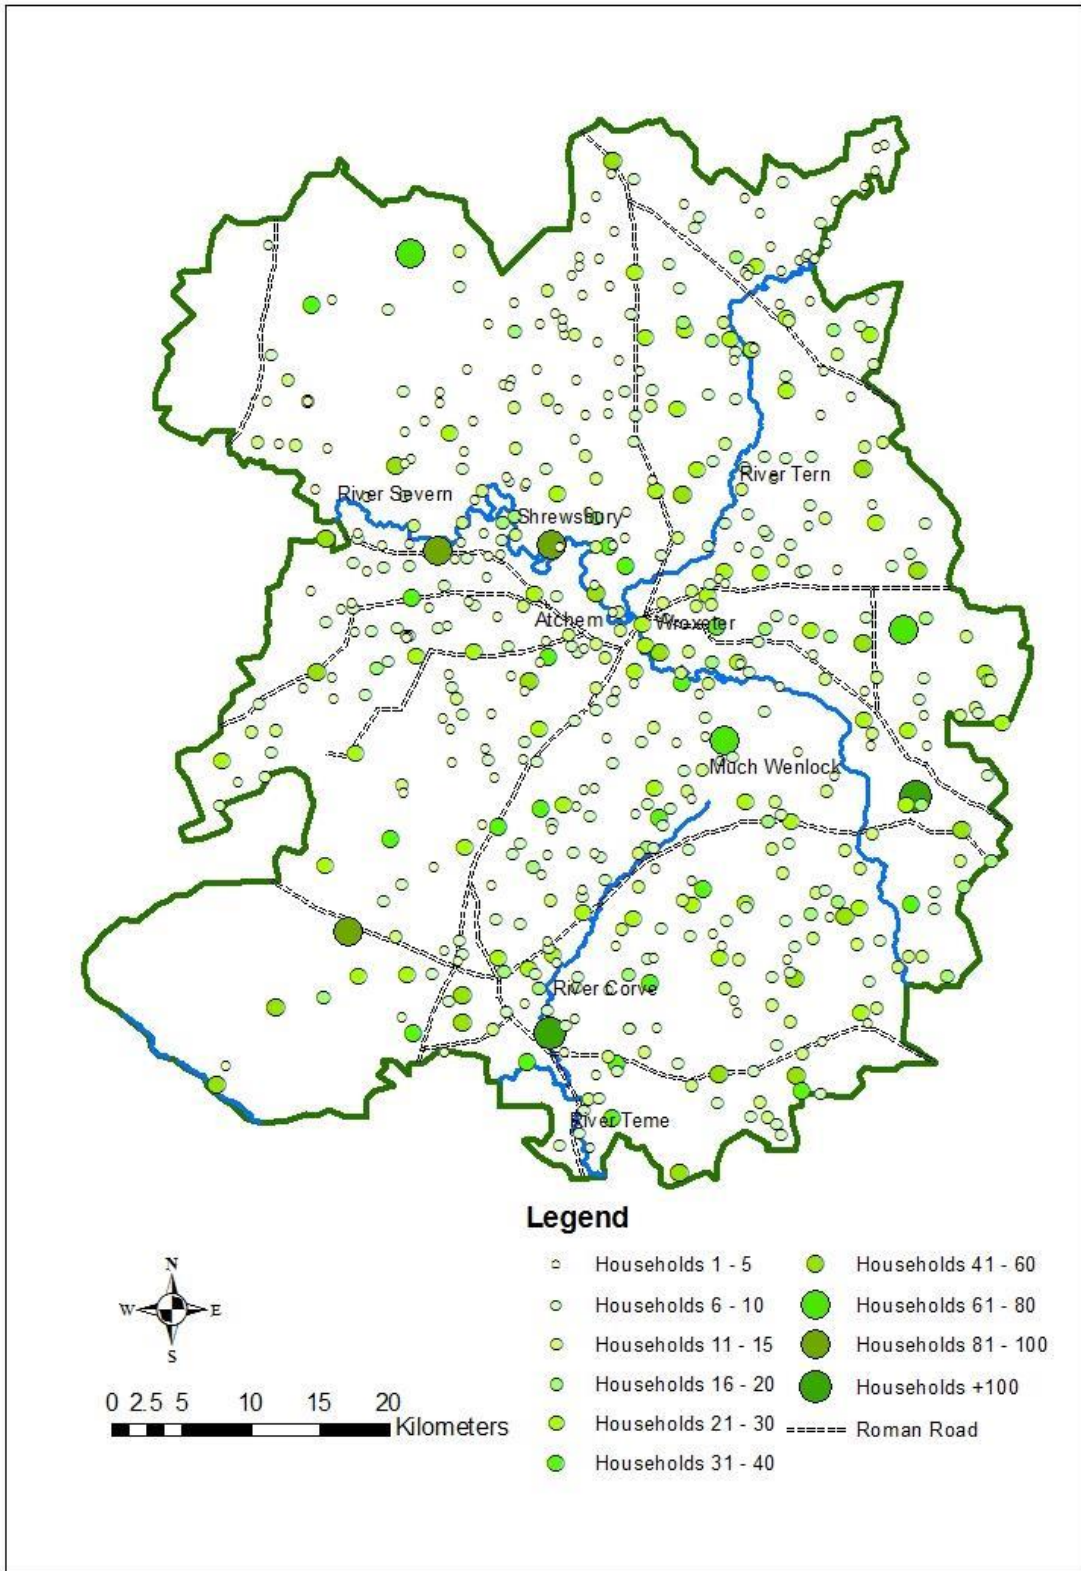 River Tern
River Severn
Shrewsbury
Atchem
Wroxeter
Much Wenlock
River Corve
River Teme
Legend
Households 1 - 5
Households 6 - 10
Households 11 - 15
Households 16 - 20
Households 21 - 30
Households 31 - 40
Households 41 - 60
Households 61 - 80
Households 81 - 100
Households +100
Roman Road
N
W
E
S
0 2.5 5 10 15 20
Kilometers